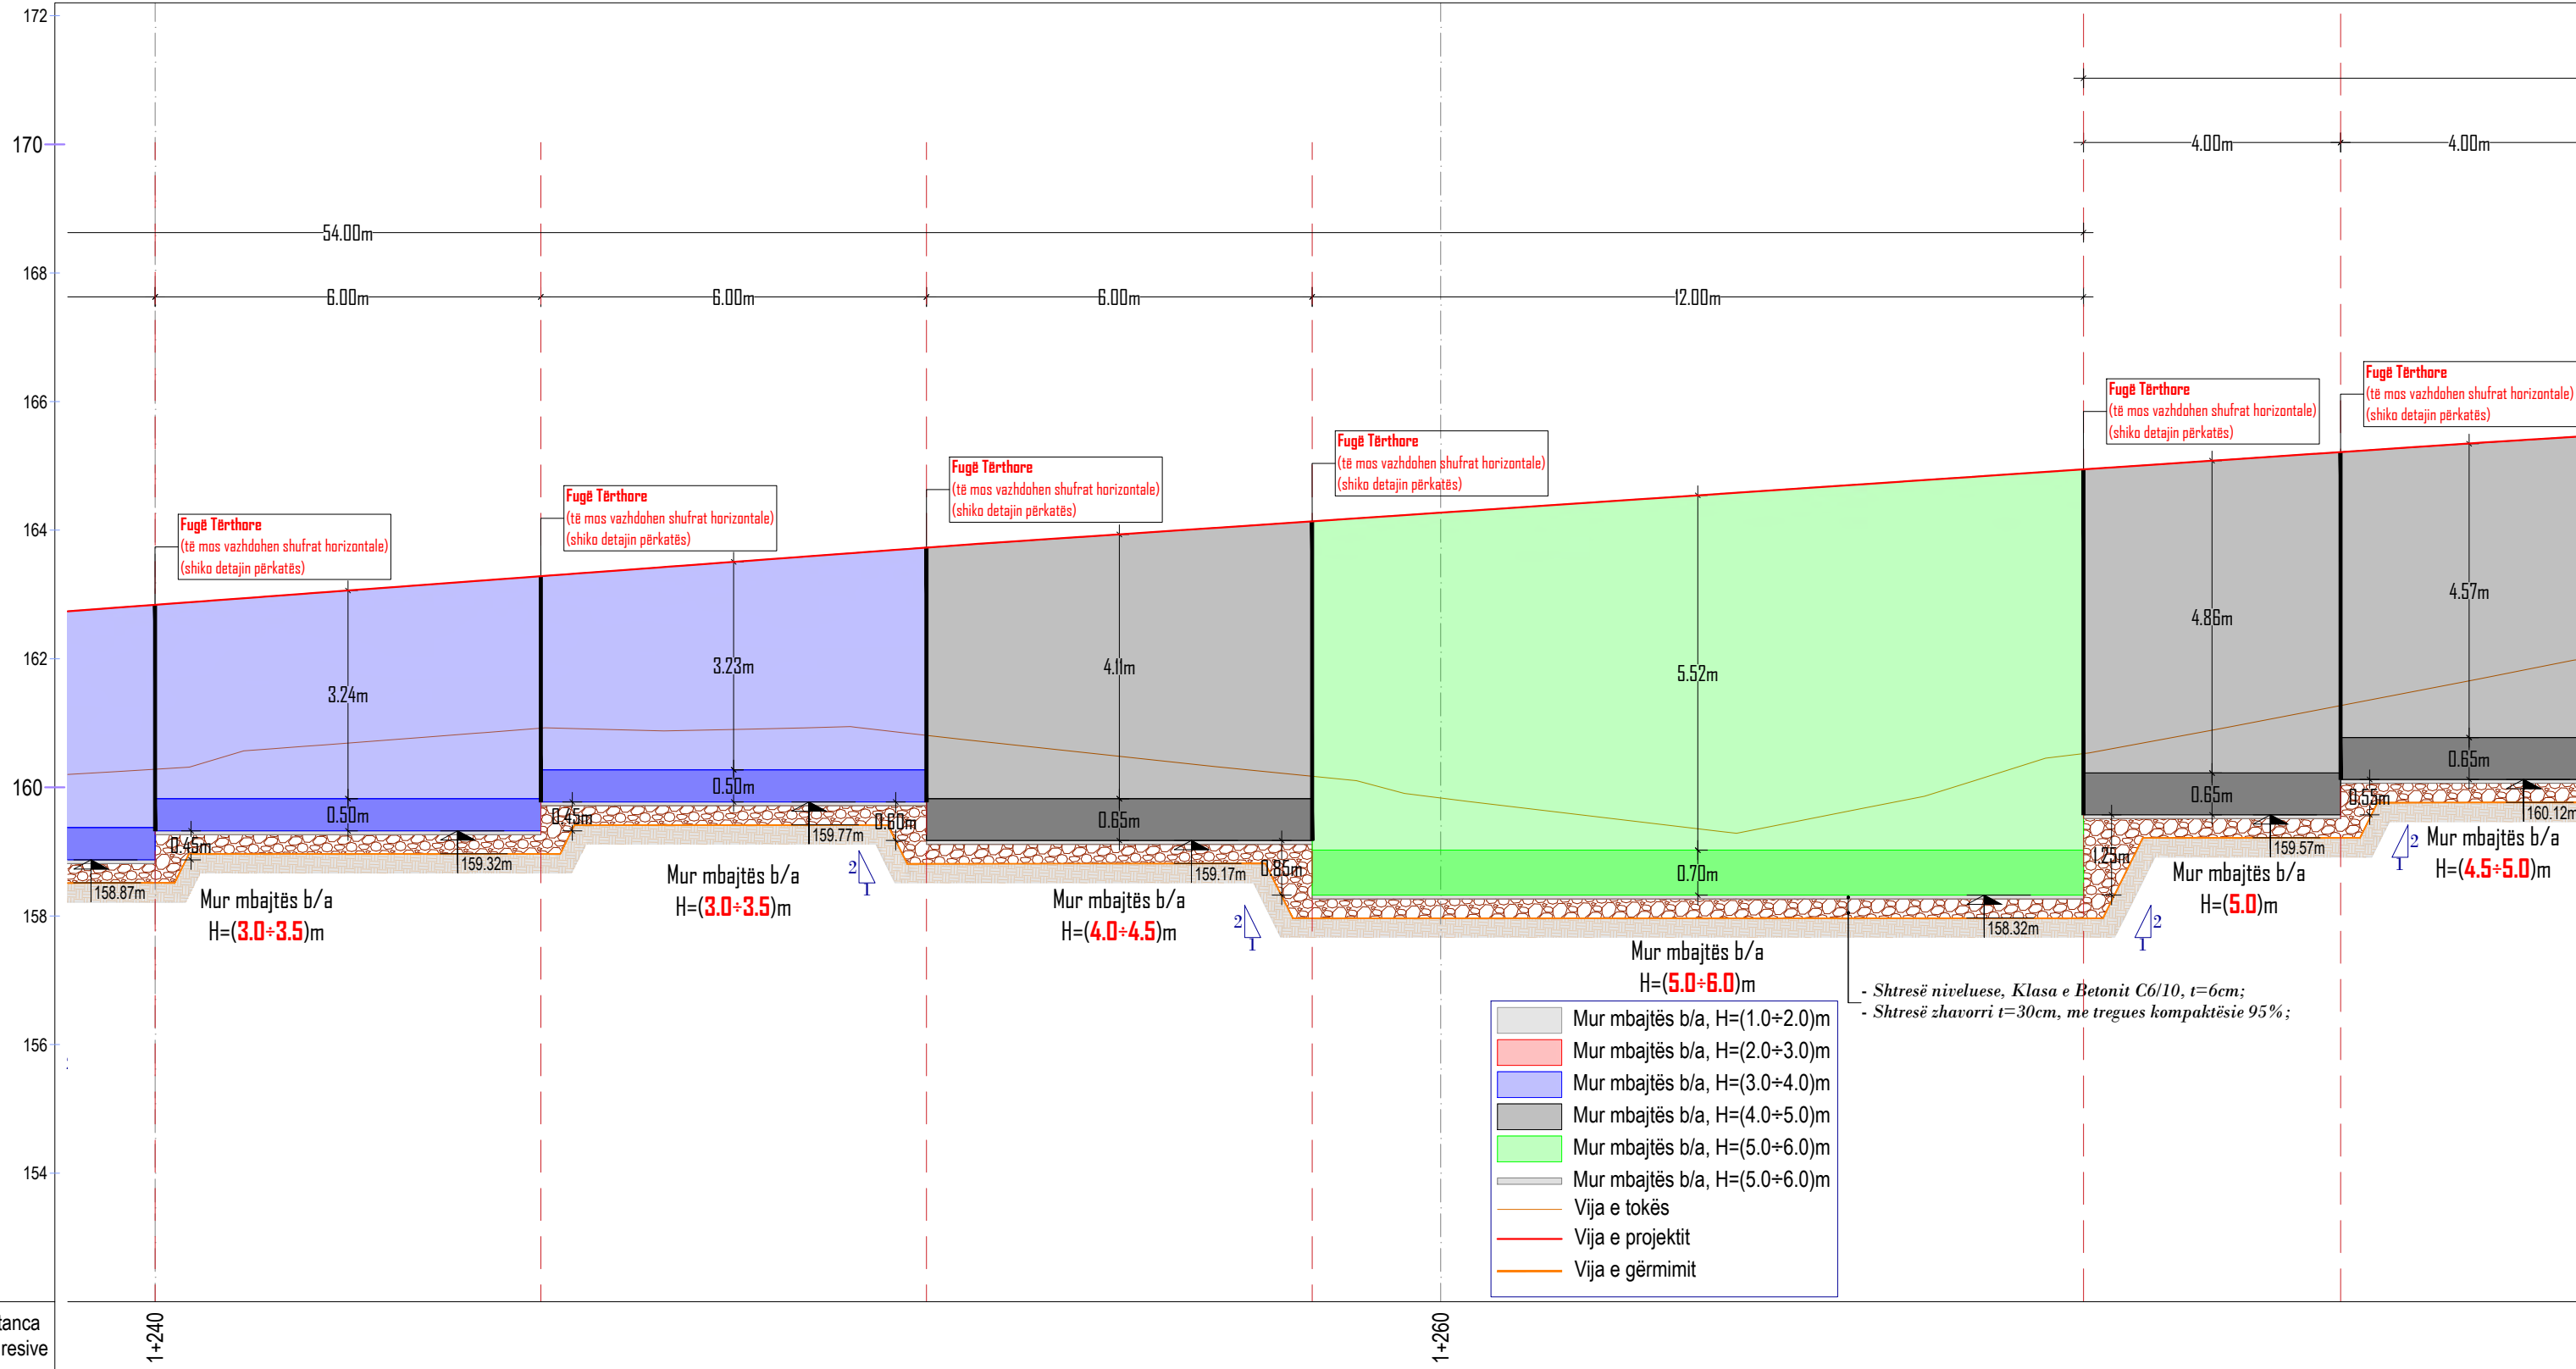 172
170
168
166
164
162
160
158
156
154
4.00m
4.00m
54.00m
6.00m
6.00m
6.00m
12.00m
Fugë Tërthore
(të mos vazhdohen shufrat horizontale)
(shiko detajin përkatës)
Fugë Tërthore
(të mos vazhdohen shufrat horizontale)
(shiko detajin përkatës)
Fugë Tërthore
(të mos vazhdohen shufrat horizontale)
(shiko detajin përkatës)
Fugë Tërthore
(të mos vazhdohen shufrat horizontale)
(shiko detajin përkatës)
Fugë Tërthore
(të mos vazhdohen shufrat horizontale)
(shiko detajin përkatës)
Fugë Tërthore
(të mos vazhdohen shufrat horizontale)
(shiko detajin përkatës)
3.24m
3.23m
4.11m
5.52m
4.86m
4.57m
0.50m
0.50m
0.65m
0.70m
0.65m
0.65m
0.45m
0.45m
0.60m
0.85m
1.25m
0.55m
158.87m
159.32m
159.77m
159.17m
158.32m
159.57m
160.12m
2
1
2
1
2
1
2
1
Mur mbajtës b/a
H=(3.0÷3.5)m
Mur mbajtës b/a
H=(3.0÷3.5)m
Mur mbajtës b/a
H=(4.0÷4.5)m
Mur mbajtës b/a
H=(5.0÷6.0)m
Mur mbajtës b/a
H=(5.0)m
Mur mbajtës b/a
H=(4.5÷5.0)m
- Shtresë niveluese, Klasa e Betonit C6/10, t=6cm;
- Shtresë zhavorri t=30cm, me tregues kompaktësie 95%;
Mur mbajtës b/a, H=(1.0÷2.0)m
Mur mbajtës b/a, H=(2.0÷3.0)m
Mur mbajtës b/a, H=(3.0÷4.0)m
Mur mbajtës b/a, H=(4.0÷5.0)m
Mur mbajtës b/a, H=(5.0÷6.0)m
Mur mbajtës b/a, H=(5.0÷6.0)m
Vija e tokës
Vija e projektit
Vija e gërmimit
tanca
resive
1+240
1+260